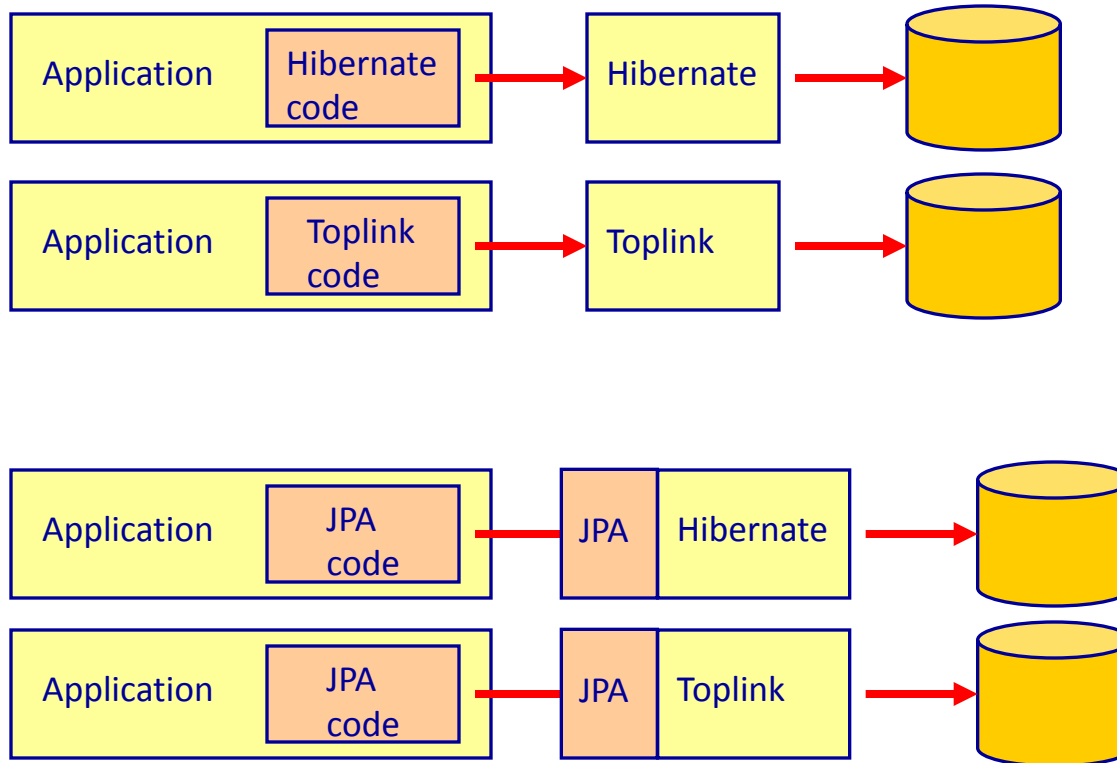 Application
Hibernate
code
Hibernate
Application
Toplink
code
Toplink
Application
JPA
code
JPA
Hibernate
Application
JPA
code
JPA
Toplink